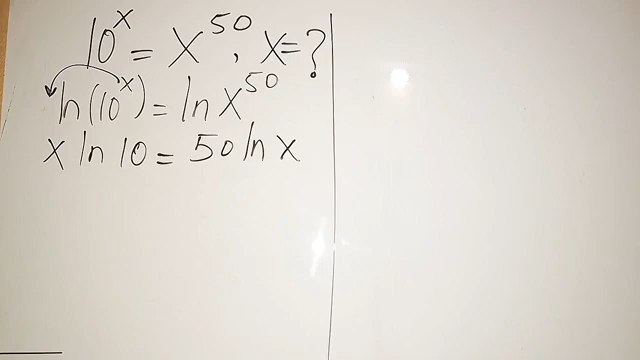 10^x = x^50, x=?
ln(10^x) = ln x^50
x ln 10 = 50 ln x